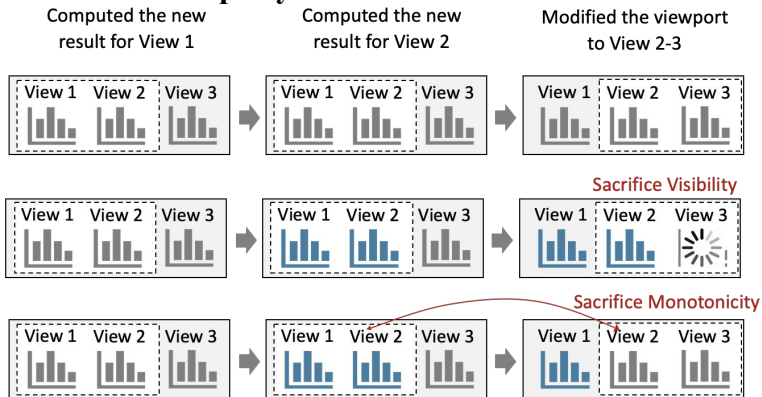 Computed the new
result for View 1
Computed the new
result for View 2
Modified the viewport
to View 2-3
View 1 View 2 View 3
View 1 View 2 View 3
View 1 View 2 View 3
Sacrifice Visibility
View 1 View 2 View 3
View 1 View 2 View 3
View 1 View 2 View 3
Sacrifice Monotonicity
View 1 View 2 View 3
View 1 View 2 View 3
View 1 View 2 View 3